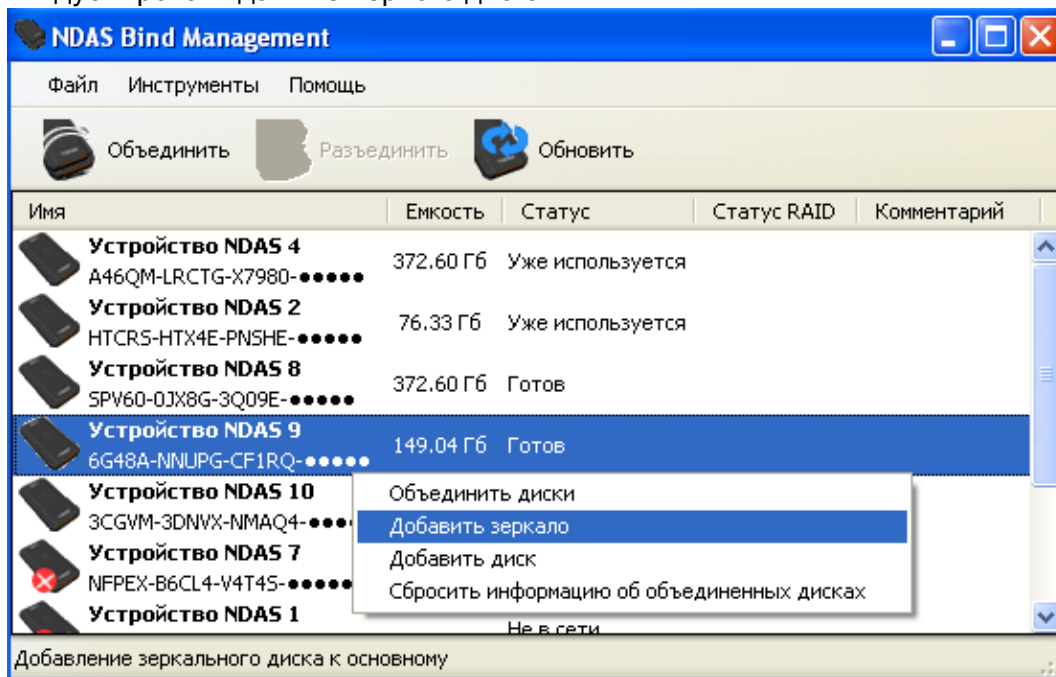 NDAS Bind Management
Файл Инструменты Помощь
Объединить Разъединить Обновить
Имя Емкость Статус Статус RAID Комментарий
Устройство NDAS 4
A46QM-LRCTG-X7980-●●●●● 372.60 Гб Уже используется
Устройство NDAS 2
HTCRS-HTX4E-PNSHE-●●●●● 76.33 Гб Уже используется
Устройство NDAS 8
SPV60-0JX8G-3Q09E-●●●●● 372.60 Гб Готов
Устройство NDAS 9
6G48A-NNUPG-CF1RQ-●●●●● 149.04 Гб Готов
Устройство NDAS 10
3CGVM-3DNVX-NMAQ4-●●●●
Устройство NDAS 7
NFPEX-B6CL4-V4T4S-●●●●●
Устройство NDAS 1
Не в сети
Объединить диски
Добавить зеркало
Добавить диск
Сбросить информацию об объединенных дисках
Добавление зеркального диска к основному